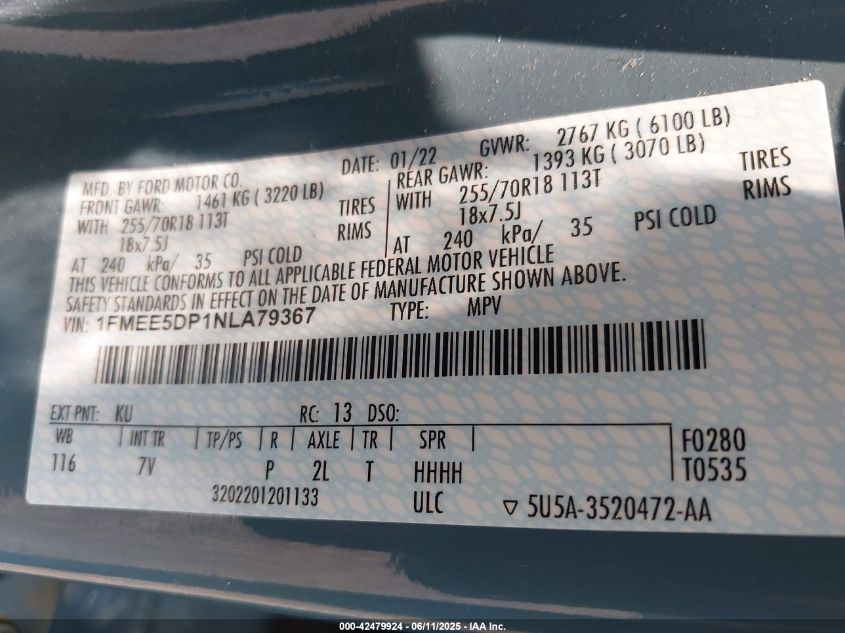 MFD. BY FORD MOTOR CO.
DATE: 01/22 GVWR: 2767 KG ( 6100 LB)
FRONT GAWR: 1461 KG ( 3220 LB)
WITH 255/70R18 113T TIRES
18x7.5J RIMS
AT 240 kPa/ 35 PSI COLD
REAR GAWR: 1393 KG ( 3070 LB)
WITH 255/70R18 113T TIRES
18x7.5J RIMS
AT 240 kPa/ 35 PSI COLD
THIS VEHICLE CONFORMS TO ALL APPLICABLE FEDERAL MOTOR VEHICLE
SAFETY STANDARDS IN EFFECT ON THE DATE OF MANUFACTURE SHOWN ABOVE.
VIN: 1FMEE5DP1NLA79367 TYPE: MPV
EXT PNT: KU RC: 13 DSO:
WB INT TR TP/PS R AXLE TR SPR F0280
116 7V P 2L T HHHH T0535
3202201201133 ULC ▽ 5U5A-3520472-AA
000-42479924 - 06/11/2025 - IAA, Inc.